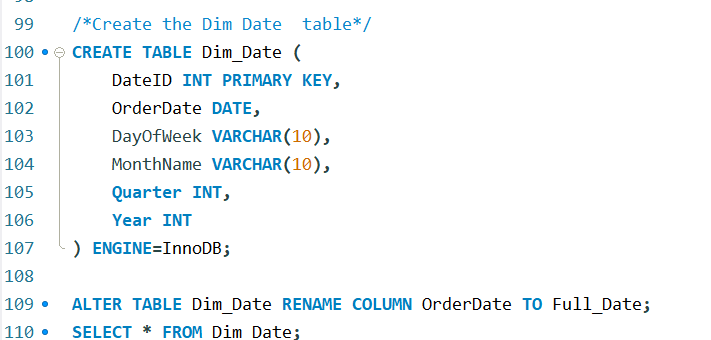 99 /*Create the Dim Date  table*/
100 CREATE TABLE Dim_Date (
101 DateID INT PRIMARY KEY,
102 OrderDate DATE,
103 DayOfWeek VARCHAR(10),
104 MonthName VARCHAR(10),
105 Quarter INT,
106 Year INT
107 ) ENGINE=InnoDB;
108
109 ALTER TABLE Dim_Date RENAME COLUMN OrderDate TO Full_Date;
110 SELECT * FROM Dim_Date;